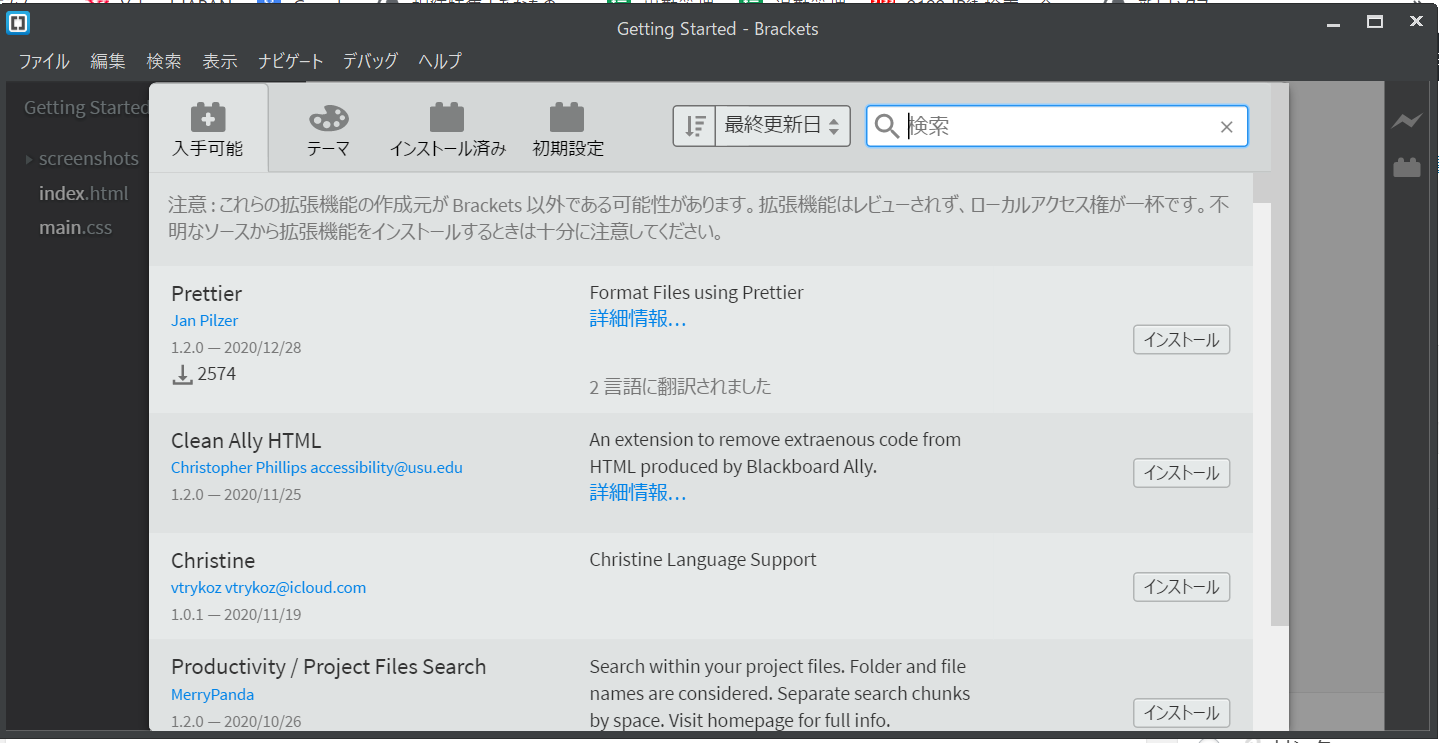 Getting Started - Brackets
ファイル 編集 検索 表示 ナビゲート デバッグ ヘルプ
Getting Started
screenshots
index.html
main.css
入手可能 テーマ インストール済み 初期設定 最終更新日 検索
注意 : これらの拡張機能の作成元が Brackets 以外である可能性があります。拡張機能はレビューされず、ローカルアクセス権が一杯です。不
明なソースから拡張機能をインストールするときは十分に注意してください。
Prettier
Jan Pilzer
1.2.0 — 2020/12/28
2574
Format Files using Prettier
詳細情報...
2 言語に翻訳されました
インストール
Clean Ally HTML
Christopher Phillips accessibility@usu.edu
1.2.0 — 2020/11/25
An extension to remove extraenous code from
HTML produced by Blackboard Ally.
詳細情報...
インストール
Christine
vtrykoz vtrykoz@icloud.com
1.0.1 — 2020/11/19
Christine Language Support
インストール
Productivity / Project Files Search
MerryPanda
1.2.0 — 2020/10/26
Search within your project files. Folder and file
names are considered. Separate search chunks
by space. Visit homepage for full info.
インストール